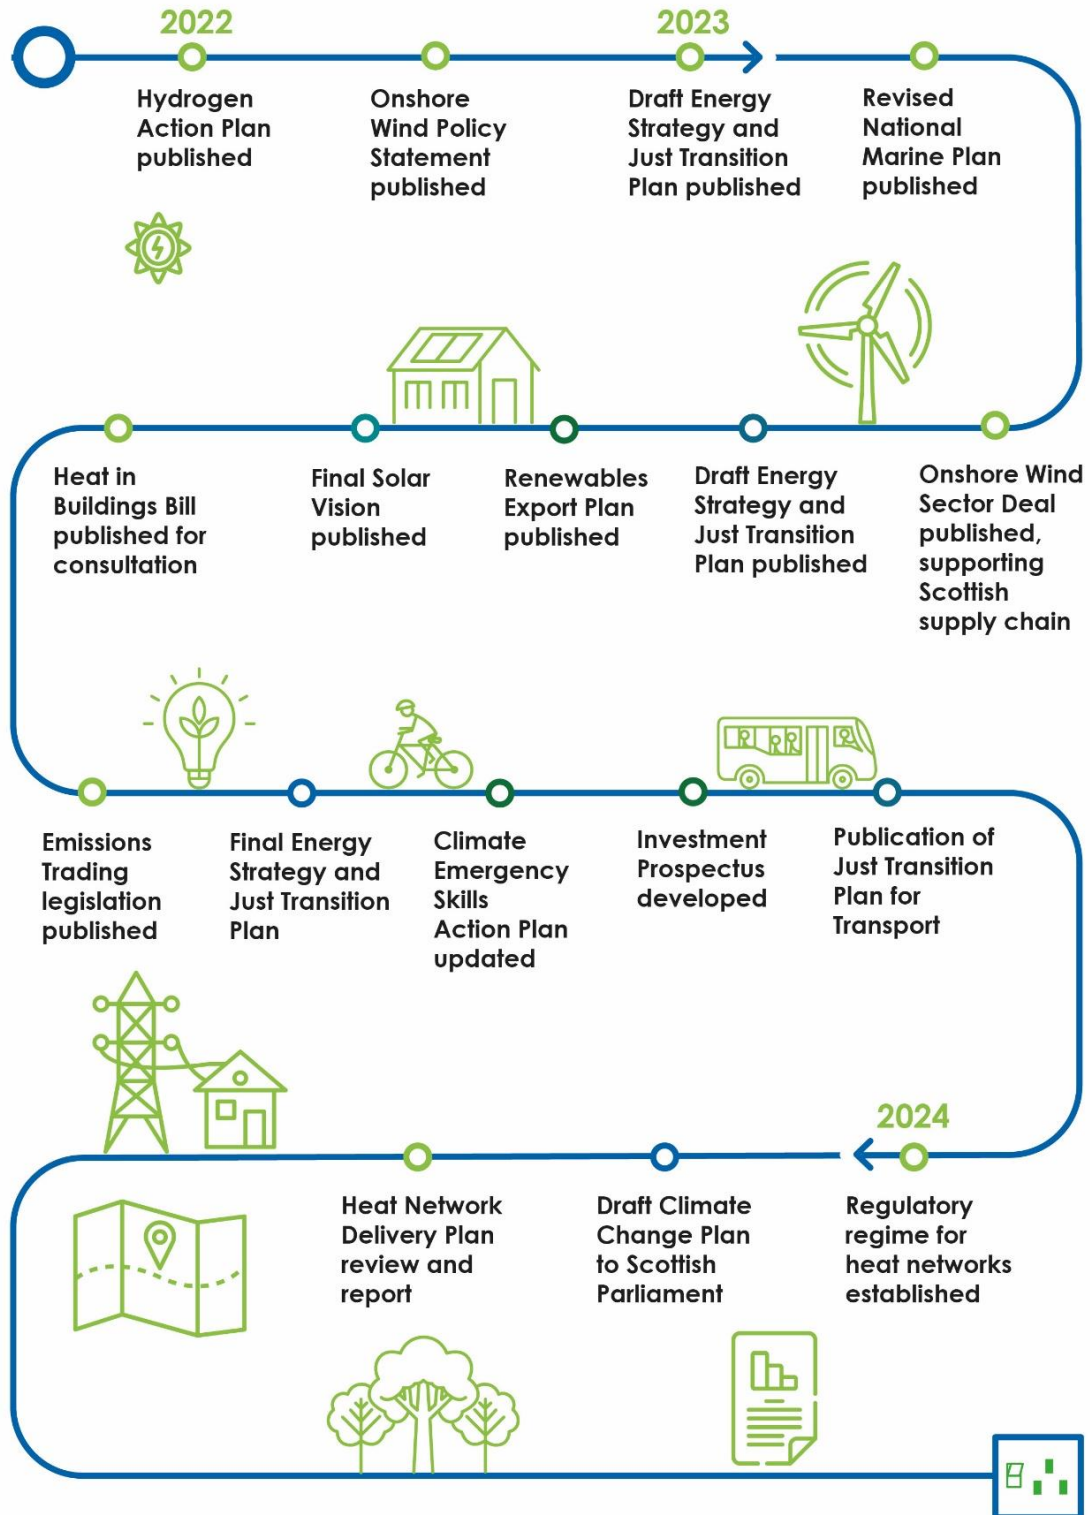 2022
2023
Hydrogen
Action Plan
published
Onshore
Wind Policy
Statement
published
Draft Energy
Strategy and
Just Transition
Plan published
Revised
National
Marine Plan
published
Heat in
Buildings Bill
published for
consultation
Final Solar
Vision
published
Renewables
Export Plan
published
Draft Energy
Strategy and
Just Transition
Plan published
Onshore Wind
Sector Deal
published,
supporting
Scottish
supply chain
Emissions
Trading
legislation
published
Final Energy
Strategy and
Just Transition
Plan
Climate
Emergency
Skills
Action Plan
updated
Investment
Prospectus
developed
Publication of
Just Transition
Plan for
Transport
2024
Heat Network
Delivery Plan
review and
report
Draft Climate
Change Plan
to Scottish
Parliament
Regulatory
regime for
heat networks
established